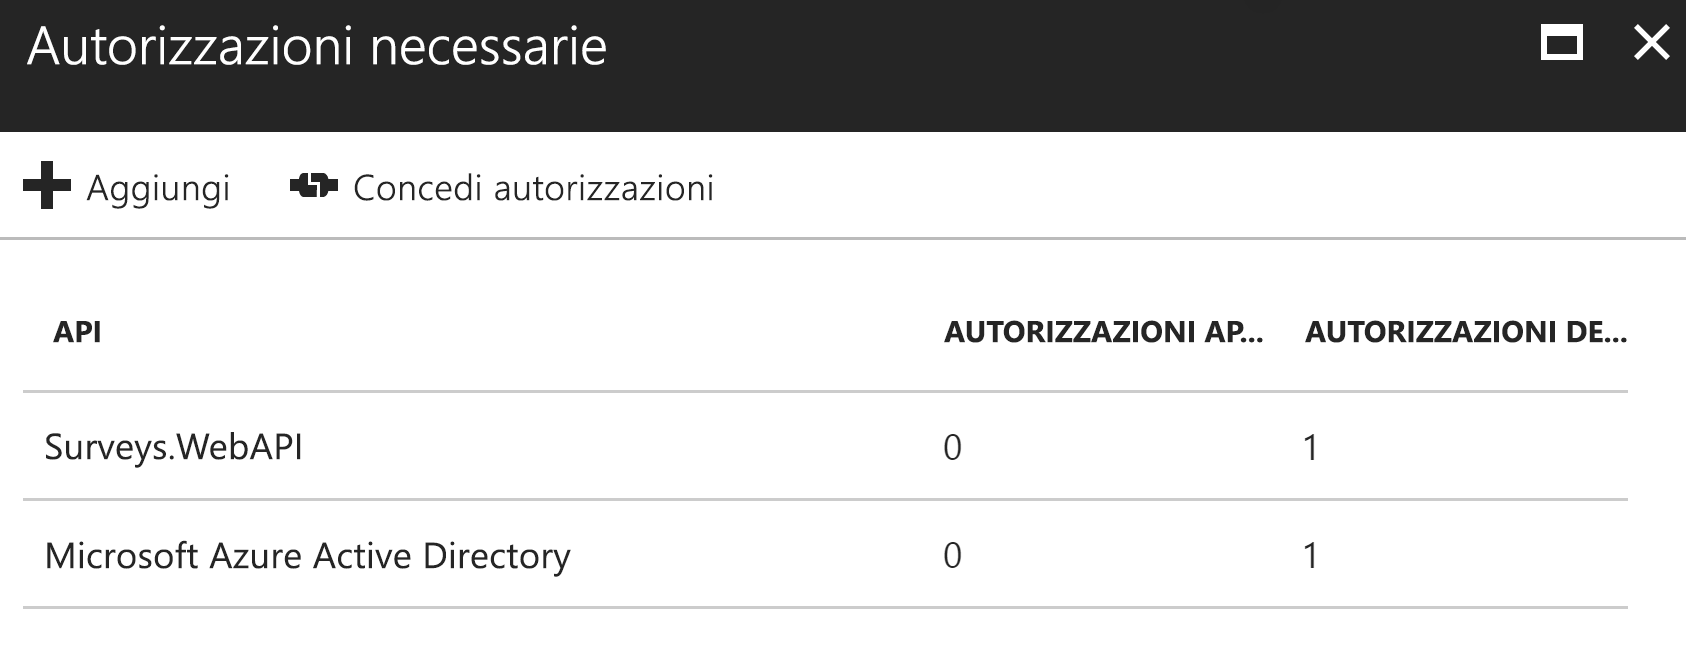 Autorizzazioni necessarie
Aggiungi Concedi autorizzazioni
API AUTORIZZAZIONI AP... AUTORIZZAZIONI DE...
Surveys.WebAPI 0 1
Microsoft Azure Active Directory 0 1